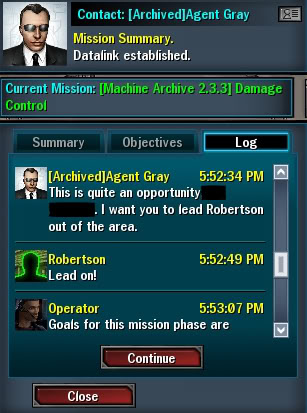 Contact: [Archived]Agent Gray
Mission Summary.
Datalink established.
Current Mission: [Machine Archive 2.3.3] Damage
Control
Summary
Objectives
Log
[Archived]Agent Gray 5:52:34 PM
This is quite an opportunity
. I want you to lead Robertson
out of the area.
Robertson 5:52:49 PM
Lead on!
Operator 5:53:07 PM
Goals for this mission phase are
Continue
Close